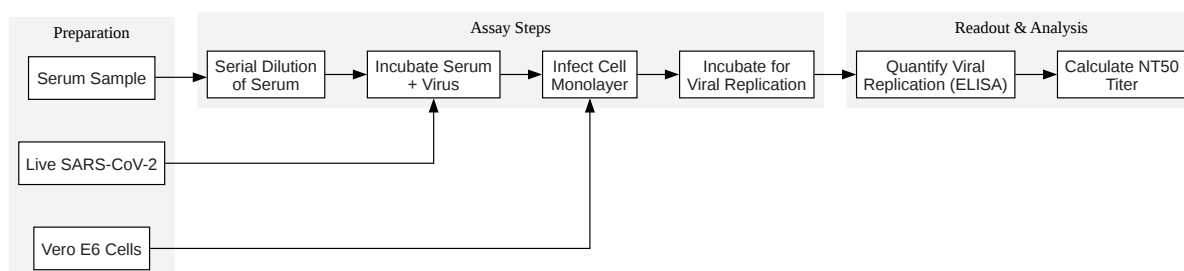 Preparation
Serum Sample
Live SARS-CoV-2
Vero E6 Cells
Assay Steps
Serial Dilution
of Serum
Incubate Serum
+ Virus
Infect Cell
Monolayer
Incubate for
Viral Replication
Readout & Analysis
Quantify Viral
Replication (ELISA)
Calculate NT50
Titer